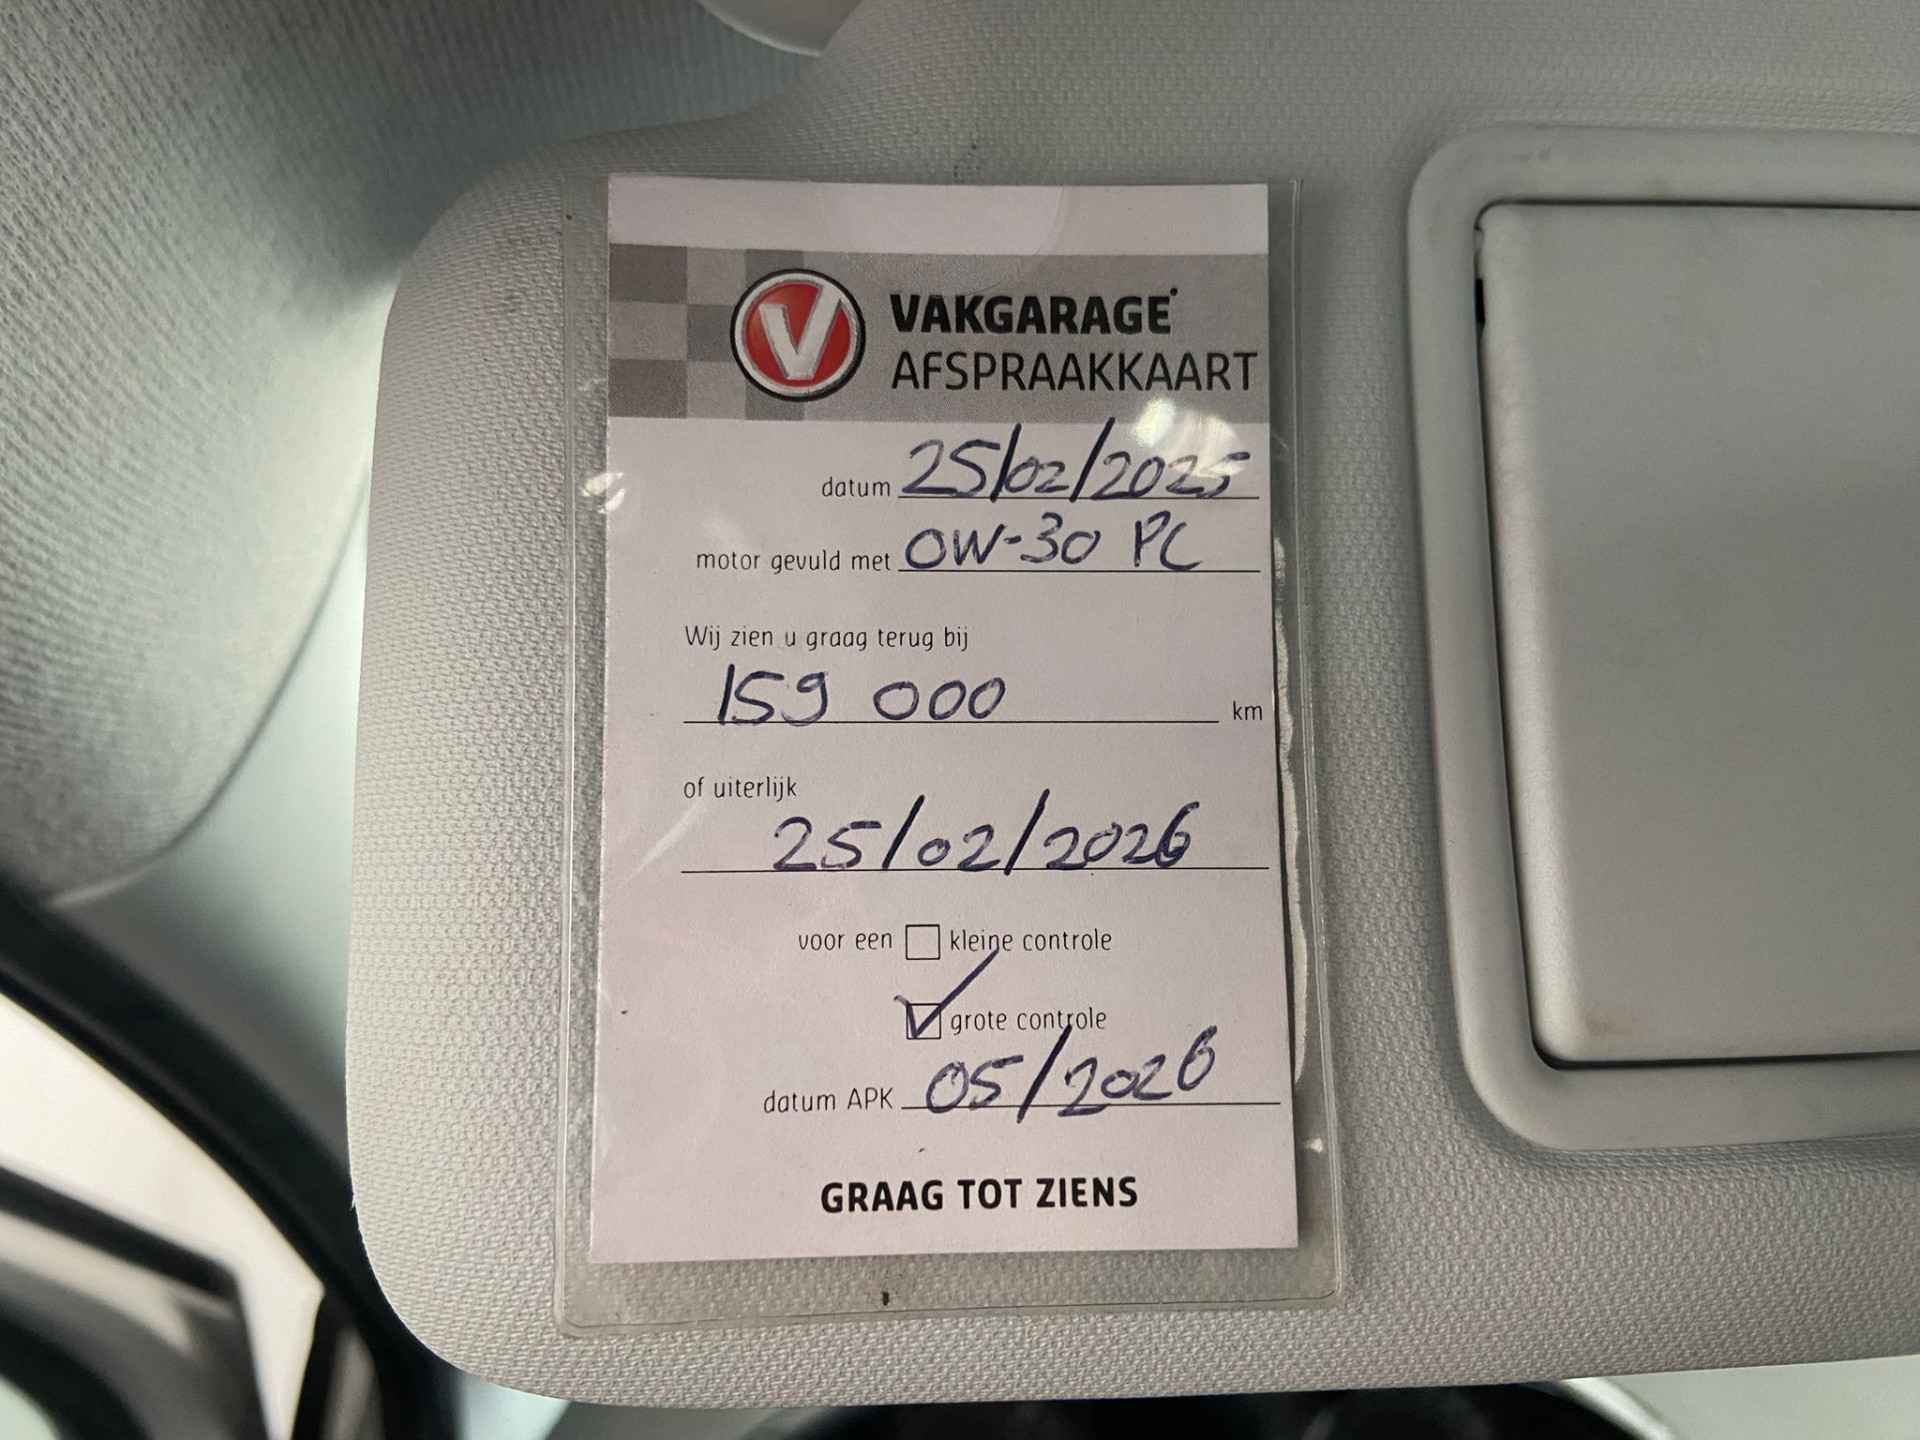 V
VAKGARAGE
AFSPRAAKKAART
datum 25/02/2025
motor gevuld met 0W-30 PC
Wij zien u graag terug bij
159 000 km
of uiterlijk
25/02/2026
voor een kleine controle
grote controle
datum APK 05/2026
GRAAG TOT ZIENS